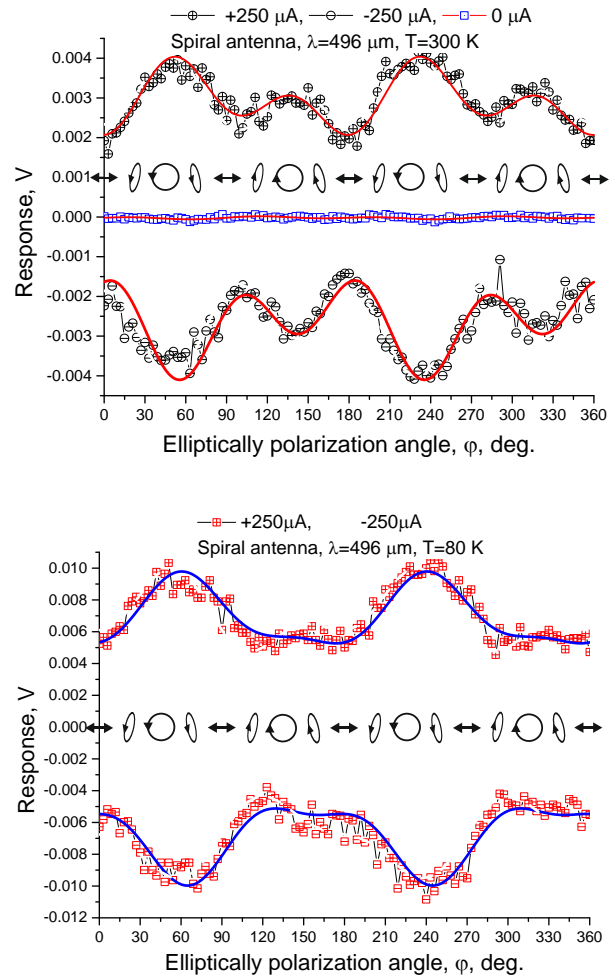 +250 μA, -250 μA, 0 μA
Spiral antenna, λ=496 μm, T=300 K
0.004
0.003
0.002
0.001
0.000
-0.001
-0.002
-0.003
-0.004
Response, V
0 30 60 90 120 150 180 210 240 270 300 330 360
Elliptically polarization angle, φ, deg.
+250μA, -250μA
Spiral antenna, λ=496 μm, T=80 K
0.010
0.008
0.006
0.004
0.002
0.000
-0.002
-0.004
-0.006
-0.008
-0.010
-0.012
Response, V
0 30 60 90 120 150 180 210 240 270 300 330 360
Elliptically polarization angle, φ, deg.